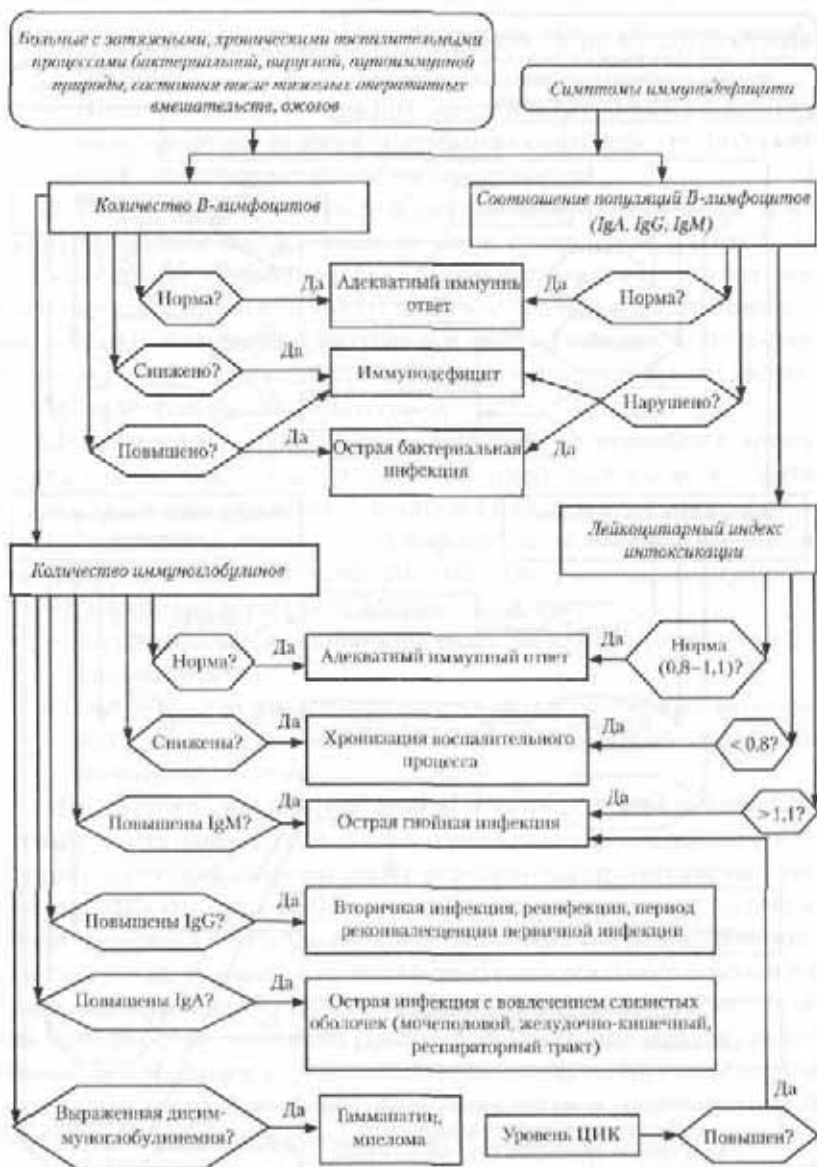 Больные с затяжными, хроническими воспалительными
процессами бактериальной, вирусной, аутоиммунной
природы, состояния после тяжелых оперативных
вмешательств, ожогов
Симптомы иммунодефицити
Количество В-лимфоцитов
Соотношение популяций В-лимфоцитов
(IgA, IgG, IgM)
Норма?
Да
Адекватный иммунны
ответ
Да
Норма?
Снижено?
Да
Иммунодефицит
Нарушено?
Повышено?
Да
Острая бактериальная
инфекция
Да
Лейкоцитарный индекс
интоксикации
Количество иммуноглобулинов
Норма?
Да
Адекватный иммунный ответ
Да
Норма
(0,8–1,1)?
Снижены?
Да
Хронизация воспалительного
процесса
Да
< 0,8?
Повышены IgM?
Да
Острая гнойная инфекция
Да
> 1,1?
Повышены IgG?
Да
Вторичная инфекция, реинфекция, период
реконвалесценции первичной инфекции
Повышены IgA?
Да
Острая инфекция с вовлечением слизистых
оболочек (мочеполовой, желудочно-кишечный,
респираторный тракт)
Выраженная дисим-
муноглобулинемия?
Да
Гаммапатии,
миелома
Уровень ЦИК
Повышен?
Да